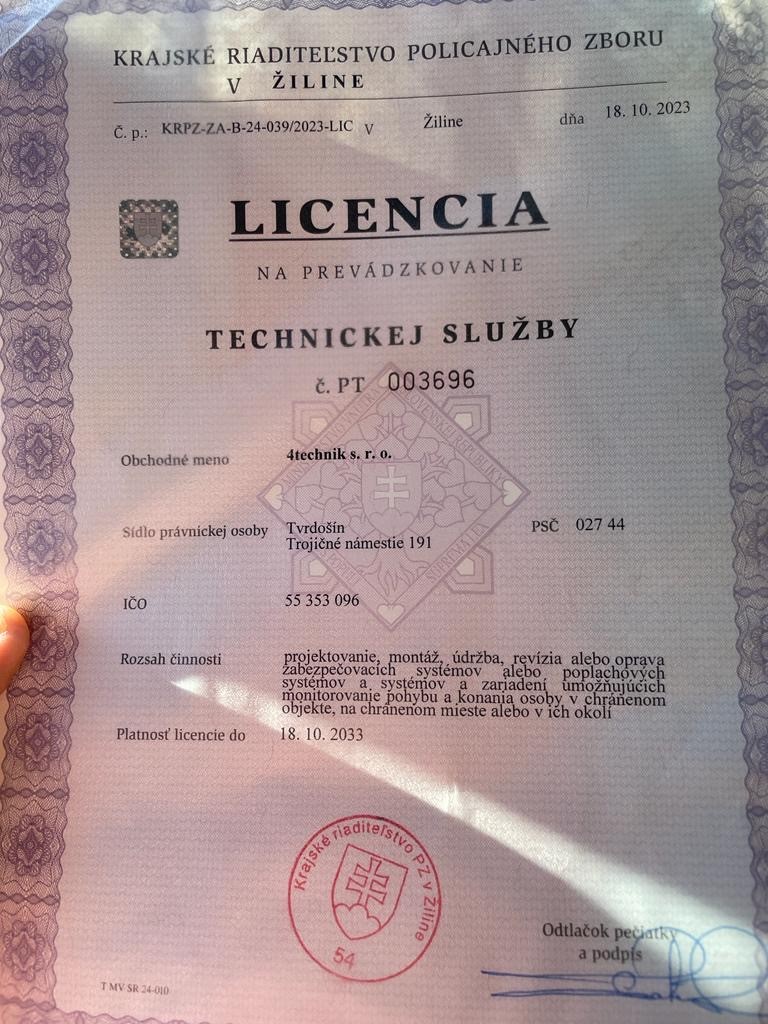 KRAJSKÉ RIADITEĽSTVO POLICAJNÉHO ZBORU
V ŽILINE
Č. p.: KRPZ-ZA-B-24-039/2023-LIC V Žiline dňa 18. 10. 2023
LICENCIA
NA PREVÁDZKOVANIE
TECHNICKEJ SLUŽBY
č. PT 003696
Obchodné meno 4technik s. r. o.
Sídlo právnickej osoby Tvrdošín PSČ 027 44
Trojičné námestie 191
IČO 55 353 096
Rozsah činnosti projektovanie, montáž, údržba, revízia alebo oprava
zabezpečovacích systémov alebo poplachových
systémov a systémov a zariadení umožňujúcich
monitorovanie pohybu a konania osoby v chránenom
objekte, na chránenom mieste alebo v ich okolí
Platnosť licencie do 18. 10. 2033
Krajské riaditeľstvo PZ v Žiline
54
Odtlačok pečiatky
a podpis
T MV SR 24-010